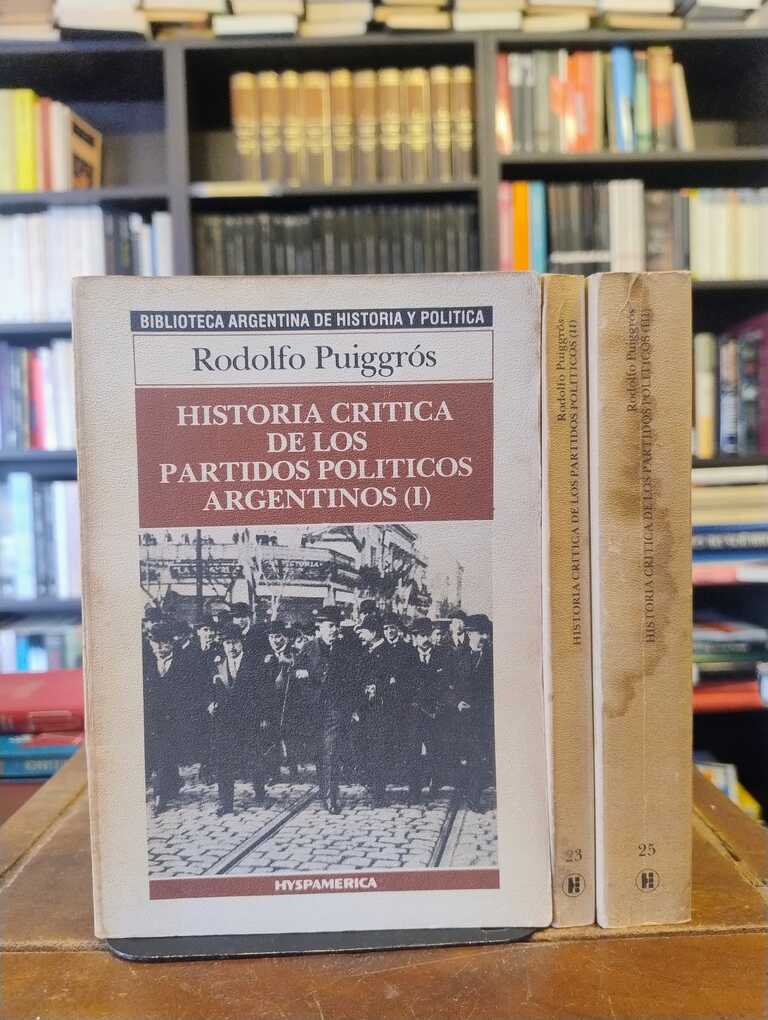 BIBLIOTECA ARGENTINA DE HISTORIA Y POLITICA
Rodolfo Puiggrós
HISTORIA CRITICA
DE LOS
PARTIDOS POLITICOS
ARGENTINOS (I)
HYSPAMERICA
Rodolfo Puiggrós
HISTORIA CRITICA DE LOS PARTIDOS POLITICOS (II)
23
H
Rodolfo Puiggrós
HISTORIA CRITICA DE LOS PARTIDOS POLITICOS (III)
25
H